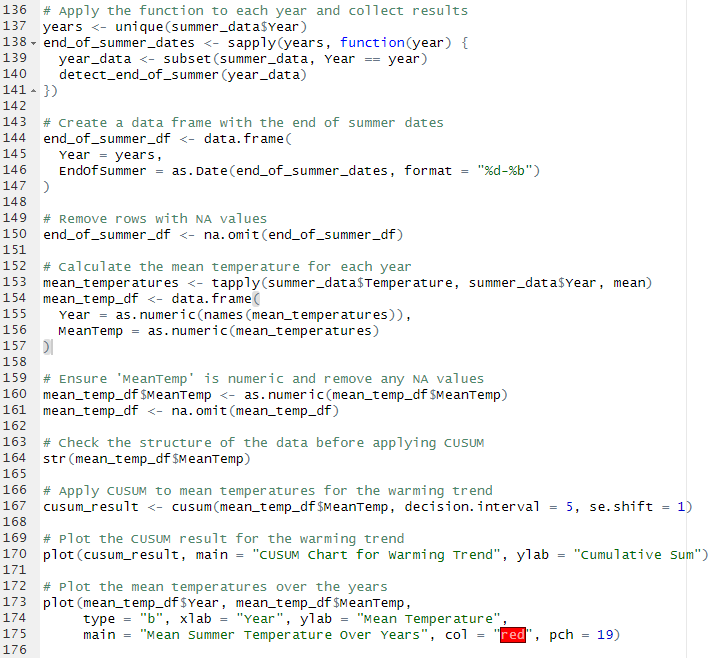 136 # Apply the function to each year and collect results
137 years <- unique(summer_data$Year)
138 end_of_summer_dates <- sapply(years, function(year) {
139   year_data <- subset(summer_data, Year == year)
140   detect_end_of_summer(year_data)
141 })
142
143 # Create a data frame with the end of summer dates
144 end_of_summer_df <- data.frame(
145   Year = years,
146   EndOfSummer = as.Date(end_of_summer_dates, format = "%d-%b")
147 )
148
149 # Remove rows with NA values
150 end_of_summer_df <- na.omit(end_of_summer_df)
151
152 # Calculate the mean temperature for each year
153 mean_temperatures <- tapply(summer_data$Temperature, summer_data$Year, mean)
154 mean_temp_df <- data.frame(
155   Year = as.numeric(names(mean_temperatures)),
156   MeanTemp = as.numeric(mean_temperatures)
157 )
158
159 # Ensure 'MeanTemp' is numeric and remove any NA values
160 mean_temp_df$MeanTemp <- as.numeric(mean_temp_df$MeanTemp)
161 mean_temp_df <- na.omit(mean_temp_df)
162
163 # Check the structure of the data before applying CUSUM
164 str(mean_temp_df$MeanTemp)
165
166 # Apply CUSUM to mean temperatures for the warming trend
167 cusum_result <- cusum(mean_temp_df$MeanTemp, decision.interval = 5, se.shift = 1)
168
169 # Plot the CUSUM result for the warming trend
170 plot(cusum_result, main = "CUSUM Chart for Warming Trend", ylab = "Cumulative Sum")
171
172 # Plot the mean temperatures over the years
173 plot(mean_temp_df$Year, mean_temp_df$MeanTemp,
174      type = "b", xlab = "Year", ylab = "Mean Temperature",
175      main = "Mean Summer Temperature Over Years", col = "red", pch = 19)
176